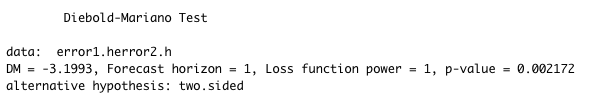 Diebold-Mariano Test
data:  error1.herror2.h
DM = -3.1993, Forecast horizon = 1, Loss function power = 1, p-value = 0.002172
alternative hypothesis: two.sided